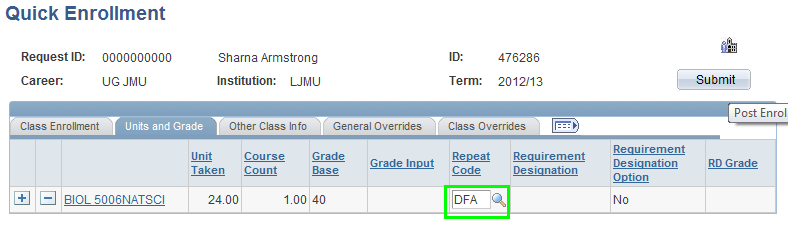 Quick Enrollment
Request ID: 0000000000 Sharna Armstrong ID: 476286
Career: UG JMU Institution: LJMU Term: 2012/13 Submit
Post Enrol
Class Enrollment Units and Grade Other Class Info General Overrides Class Overrides
Unit Taken Course Count Grade Base Grade Input Repeat Code Requirement Designation Requirement Designation Option RD Grade
BIOL 5006NATSCI 24.00 1.00 40 DFA No